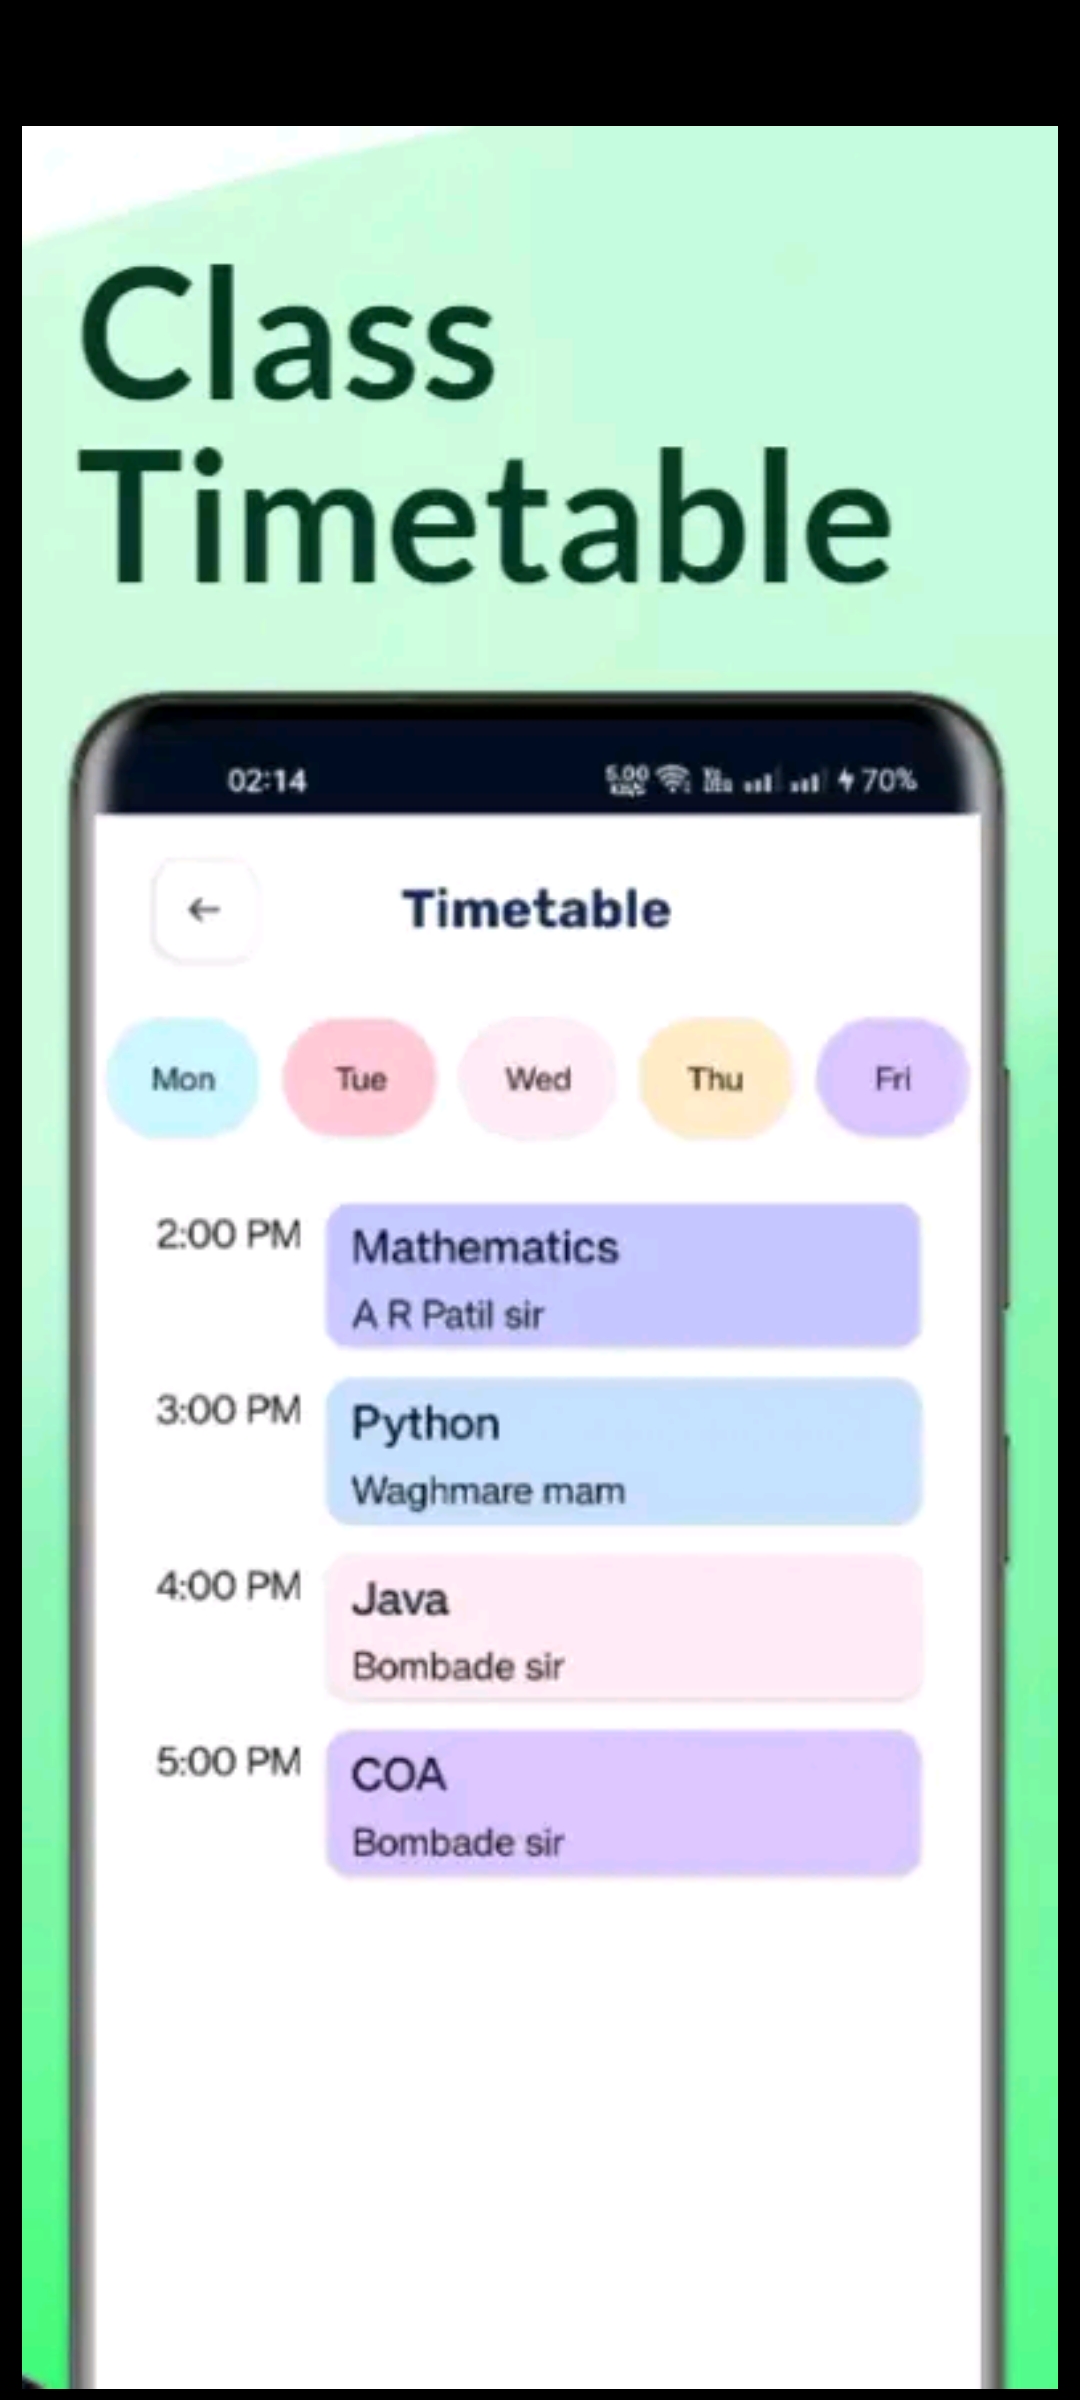 Class
Timetable
02:14
5.00 70%
Timetable
Mon Tue Wed Thu Fri
2:00 PM Mathematics
A R Patil sir
3:00 PM Python
Waghmare mam
4:00 PM Java
Bombade sir
5:00 PM COA
Bombade sir